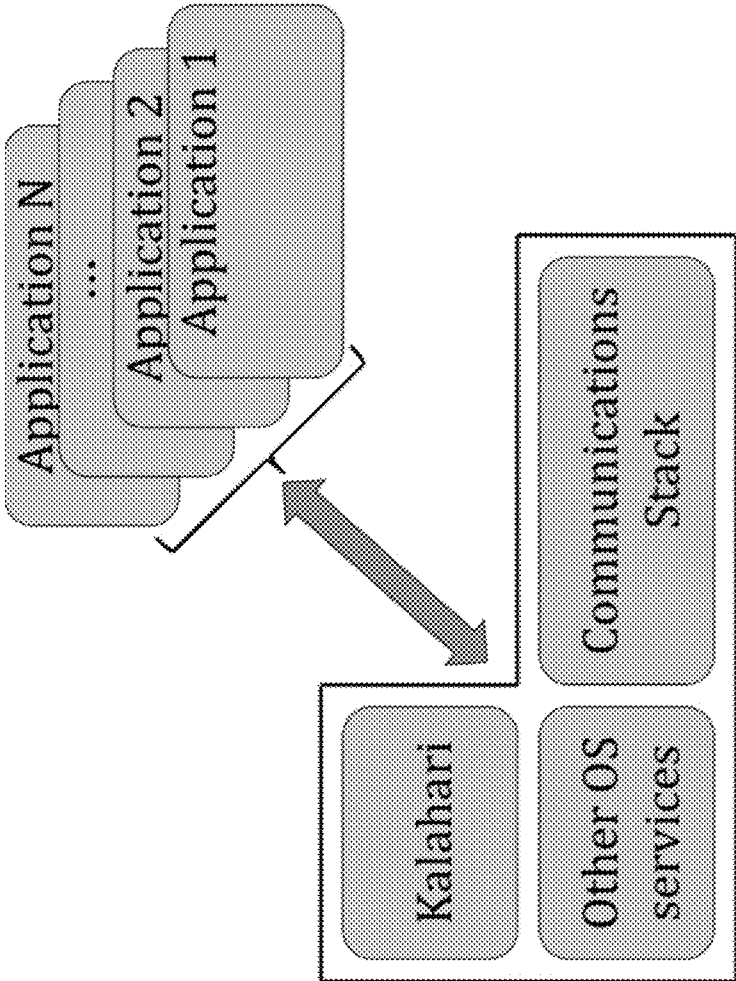 Application N
...
Application 2
Application 1
Kalahari
Other OS
services
Communications
Stack